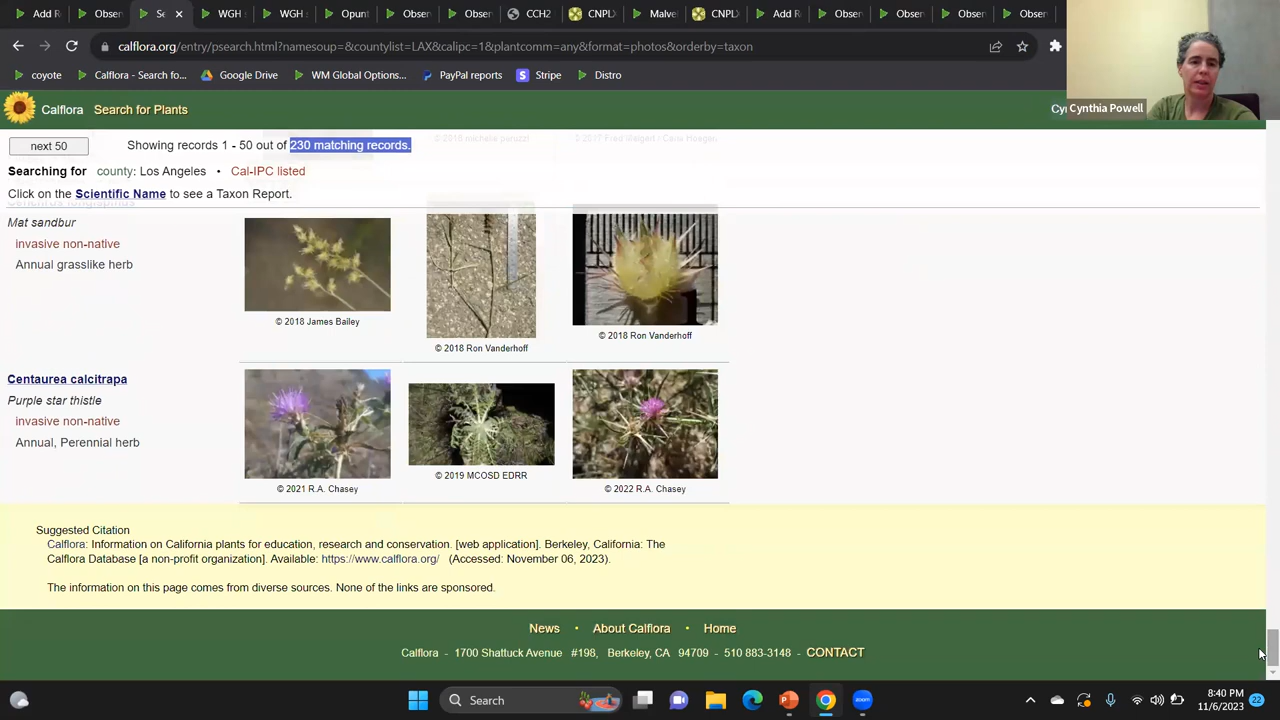 Add R
Obser
Se
WGH
WGH
Opunt
Obser
Obser
CCH2
CNPLX
Malve
CNPLX
Add R
Obser
Obser
Obser
Obser
calflora.org/entry/psearch.html?namesoup=&countylist=LAX&calipc=1&plantcomm=any&format=photos&orderby=taxon
coyote
Calflora - Search fo...
Google Drive
WM Global Options...
PayPal reports
Stripe
Distro
Calflora
Search for Plants
Cynthia Powell
next 50
Showing records 1 - 50 out of 230 matching records.
Searching for county: Los Angeles • Cal-IPC listed
Click on the Scientific Name to see a Taxon Report.
Mat sandbur
invasive non-native
Annual grasslike herb
© 2018 James Bailey
© 2018 Ron Vanderhoff
© 2018 Ron Vanderhoff
Centaurea calcitrapa
Purple star thistle
invasive non-native
Annual, Perennial herb
© 2021 R.A. Chasey
© 2019 MCOSD EDRR
© 2022 R.A. Chasey
Suggested Citation
Calflora: Information on California plants for education, research and conservation. [web application]. Berkeley, California: The
Calflora Database [a non-profit organization]. Available: https://www.calflora.org/ (Accessed: November 06, 2023).
The information on this page comes from diverse sources. None of the links are sponsored.
News • About Calflora • Home
Calflora - 1700 Shattuck Avenue #198, Berkeley, CA 94709 - 510 883-3148 - CONTACT
Search
zoom
8:40 PM
11/6/2023
22